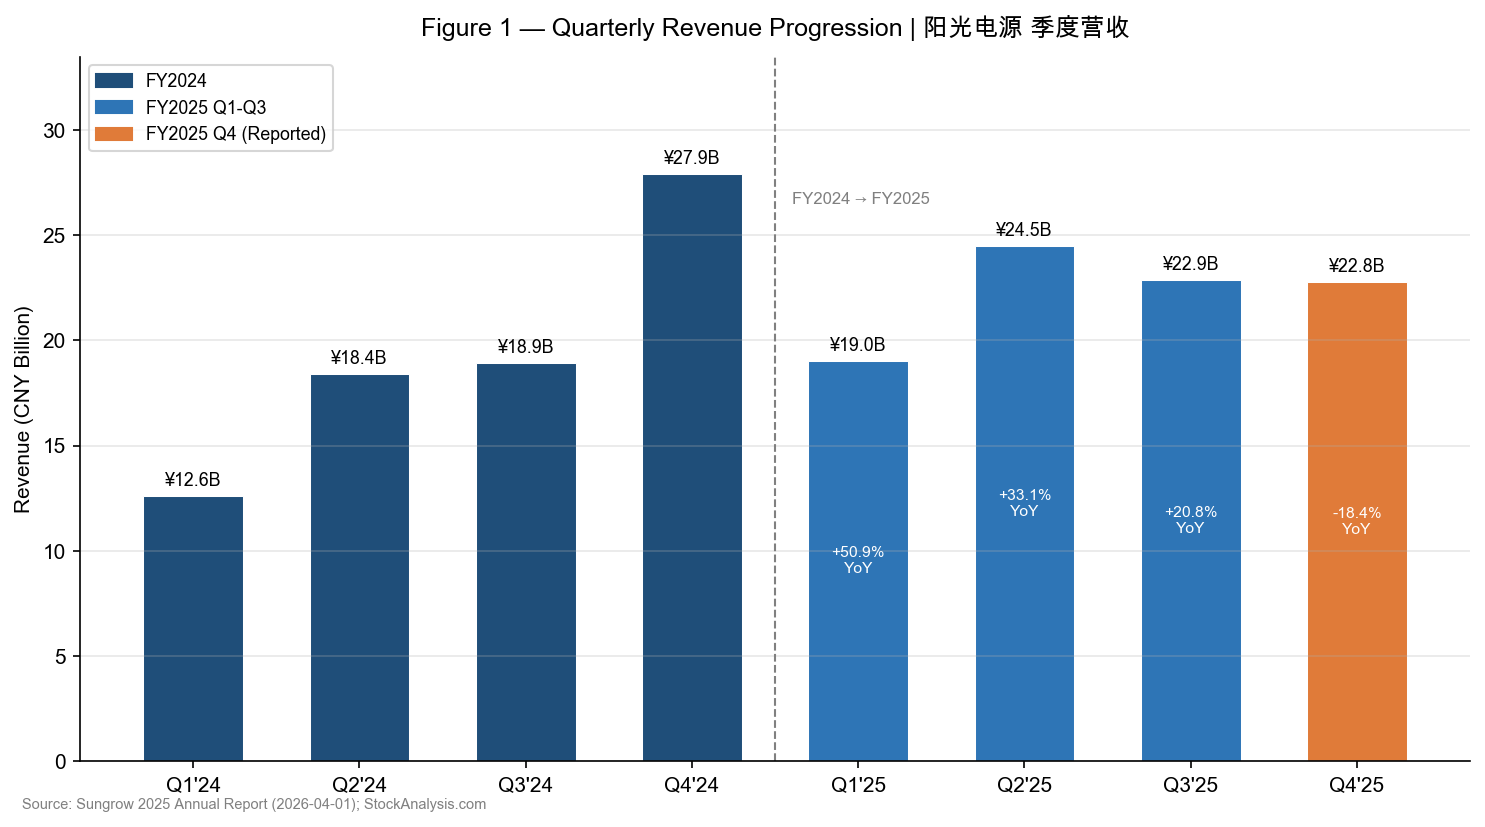 Figure 1 — Quarterly Revenue Progression | 阳光电源 季度营收
FY2024
FY2025 Q1-Q3
FY2025 Q4 (Reported)
Revenue (CNY Billion)
30
25
20
15
10
5
0
¥12.6B
¥18.4B
¥18.9B
¥27.9B
FY2024 → FY2025
¥19.0B
+50.9%
YoY
¥24.5B
+33.1%
YoY
¥22.9B
+20.8%
YoY
¥22.8B
-18.4%
YoY
Q1'24
Q2'24
Q3'24
Q4'24
Q1'25
Q2'25
Q3'25
Q4'25
Source: Sungrow 2025 Annual Report (2026-04-01); StockAnalysis.com